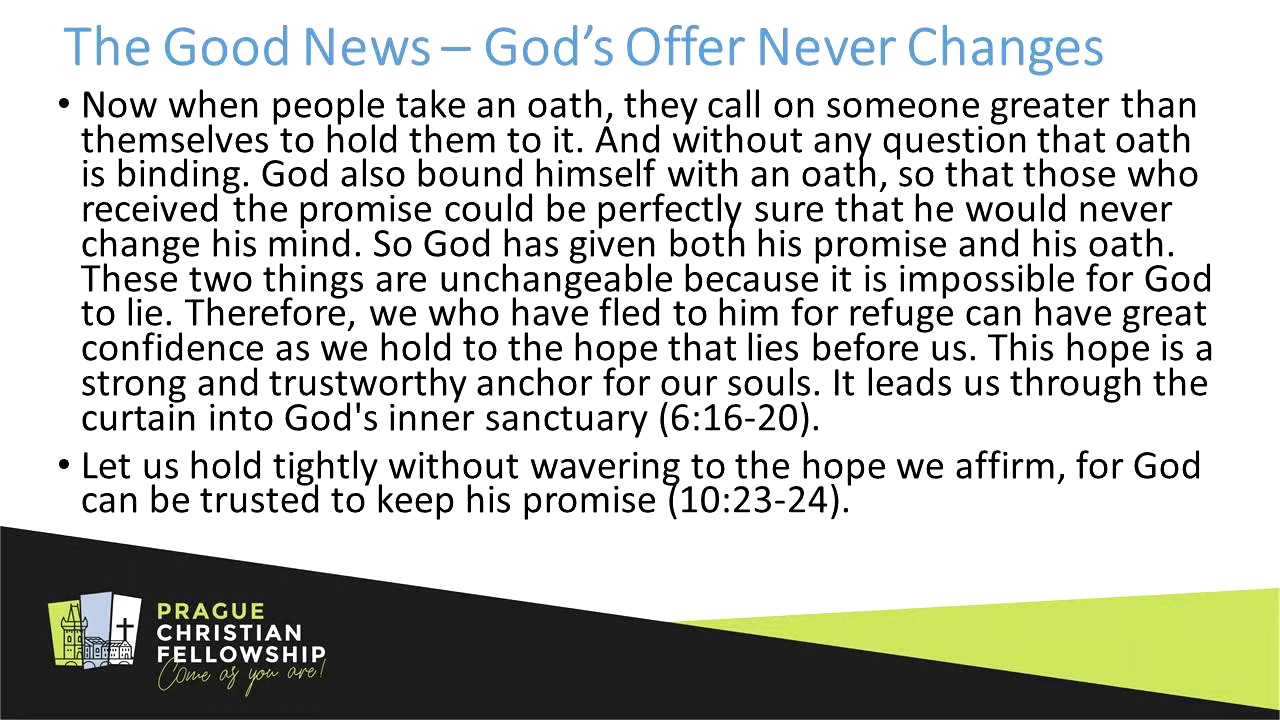 The Good News – God’s Offer Never Changes
• Now when people take an oath, they call on someone greater than
themselves to hold them to it. And without any question that oath
is binding. God also bound himself with an oath, so that those who
received the promise could be perfectly sure that he would never
change his mind. So God has given both his promise and his oath.
These two things are unchangeable because it is impossible for God
to lie. Therefore, we who have fled to him for refuge can have great
confidence as we hold to the hope that lies before us. This hope is a
strong and trustworthy anchor for our souls. It leads us through the
curtain into God's inner sanctuary (6:16-20).
• Let us hold tightly without wavering to the hope we affirm, for God
can be trusted to keep his promise (10:23-24).
PRAGUE
CHRISTIAN
FELLOWSHIP
Come as you are!